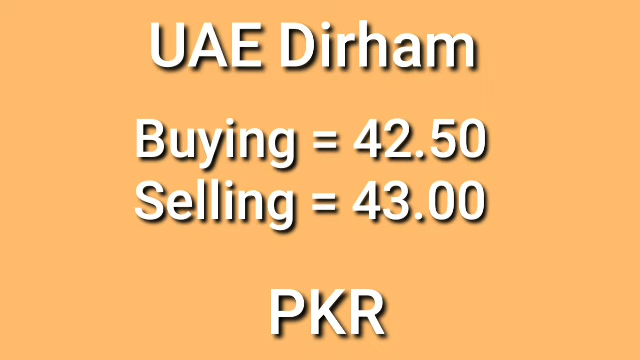 UAE Dirham
Buying = 42.50
Selling = 43.00
PKR